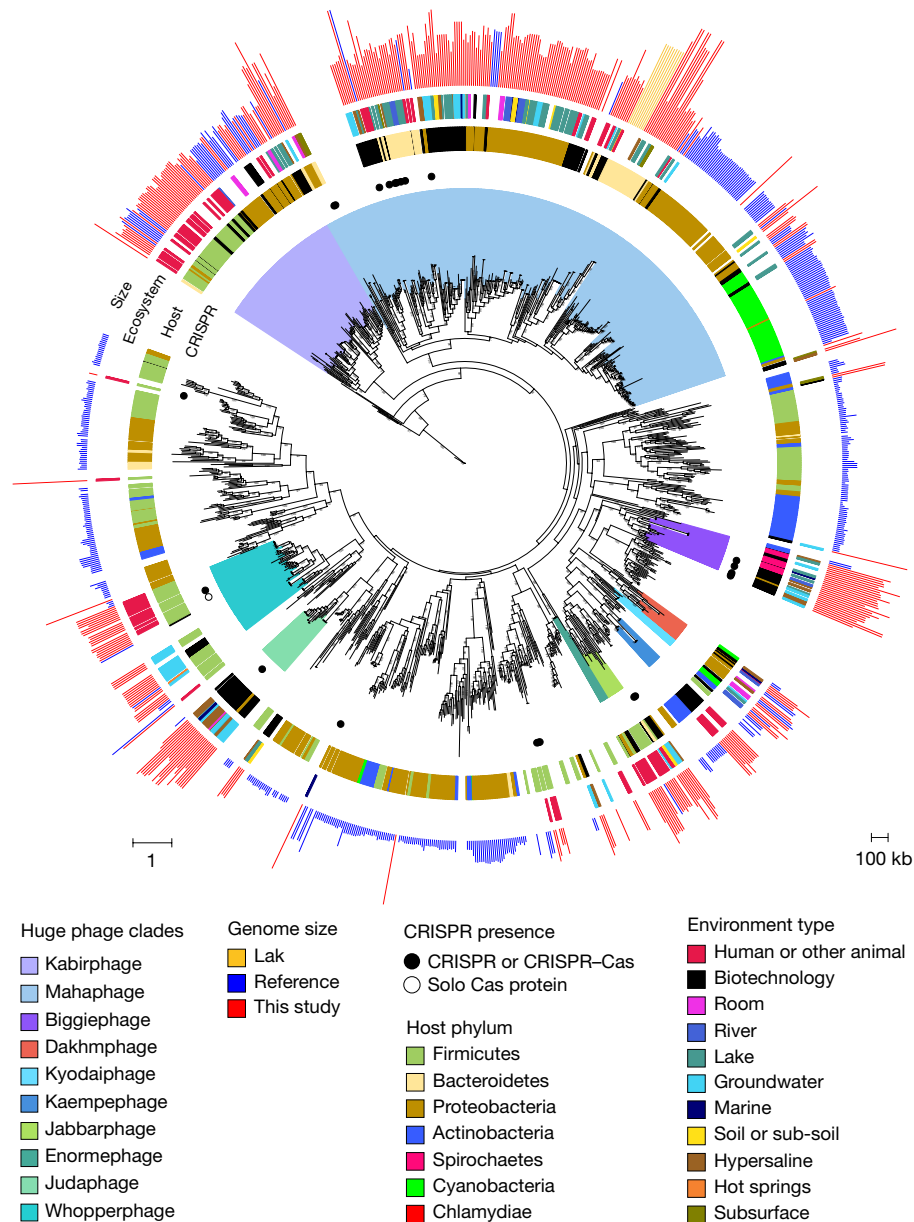 Size
Ecosystem
Host
CRISPR
1
100 kb
Huge phage clades
Kabirphage
Mahaphage
Biggiephage
Dakhmphage
Kyodaiphage
Kaempephage
Jabbarphage
Enormephage
Judaphage
Whopperphage
Genome size
Lak
Reference
This study
CRISPR presence
CRISPR or CRISPR–Cas
Solo Cas protein
Host phylum
Firmicutes
Bacteroidetes
Proteobacteria
Actinobacteria
Spirochaetes
Cyanobacteria
Chlamydiae
Environment type
Human or other animal
Biotechnology
Room
River
Lake
Groundwater
Marine
Soil or sub-soil
Hypersaline
Hot springs
Subsurface